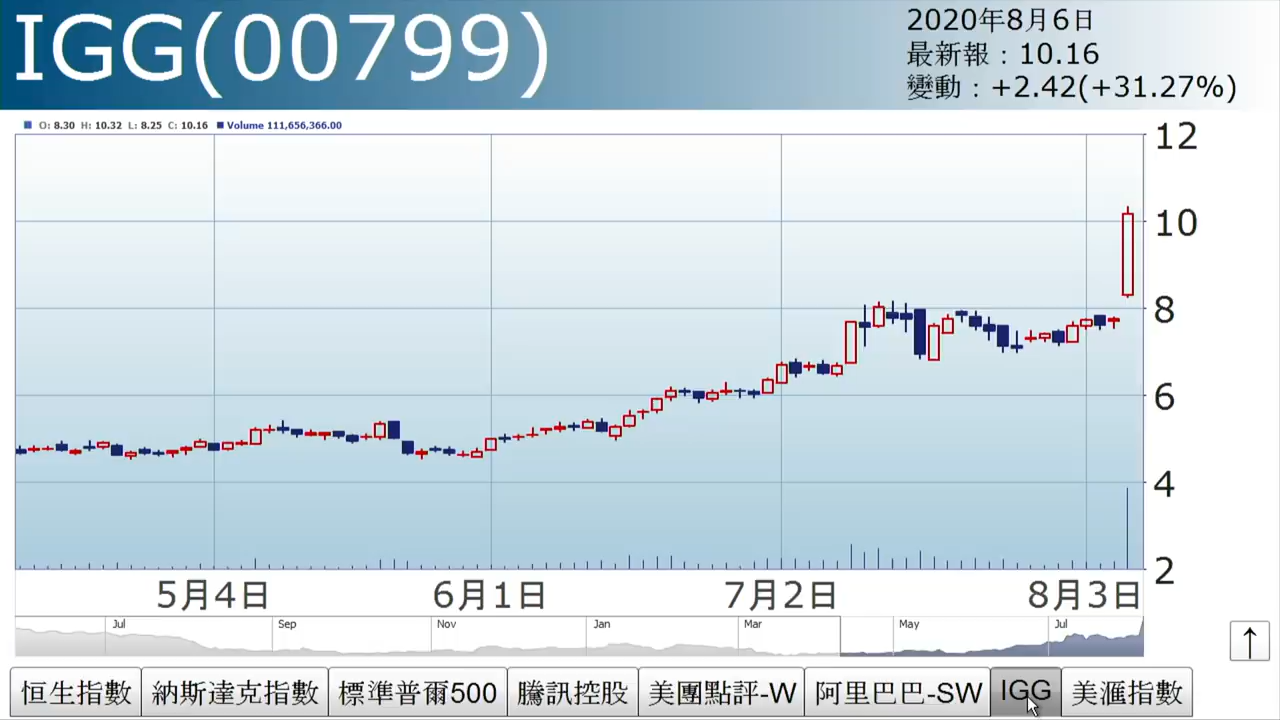 IGG(00799)
2020年8月6日
最新報：10.16
變動：+2.42(+31.27%)
O: 8.30 H: 10.32 L: 8.25 C: 10.16 Volume 111,656,366.00
12
10
8
6
4
2
5月4日 6月1日 7月2日 8月3日
Jul Sep Nov Jan Mar May Jul
↑
恒生指數 納斯達克指數 標準普爾500 騰訊控股 美團點評-W 阿里巴巴-SW IGG 美滙指數